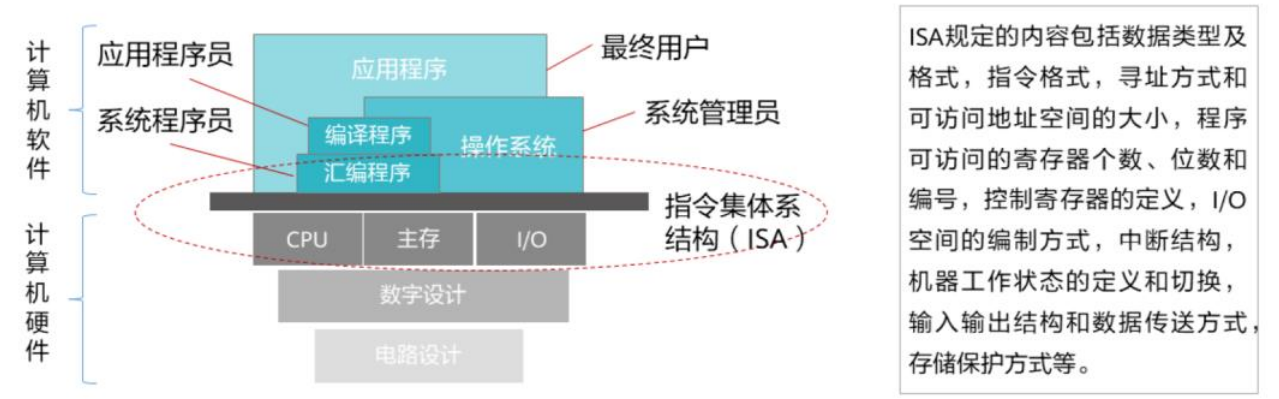 计算机软件
应用程序员
系统程序员
应用程序
编译程序
汇编程序
操作系统
最终用户
系统管理员
指令集体系
结构（ISA）
计算机硬件
CPU
主存
I/O
数字设计
电路设计
ISA规定的内容包括数据类型及
格式，指令格式，寻址方式和
可访问地址空间的大小，程序
可访问的寄存器个数、位数和
编号，控制寄存器的定义，I/O
空间的编制方式，中断结构，
机器工作状态的定义和切换，
输入输出结构和数据传送方式，
存储保护方式等。